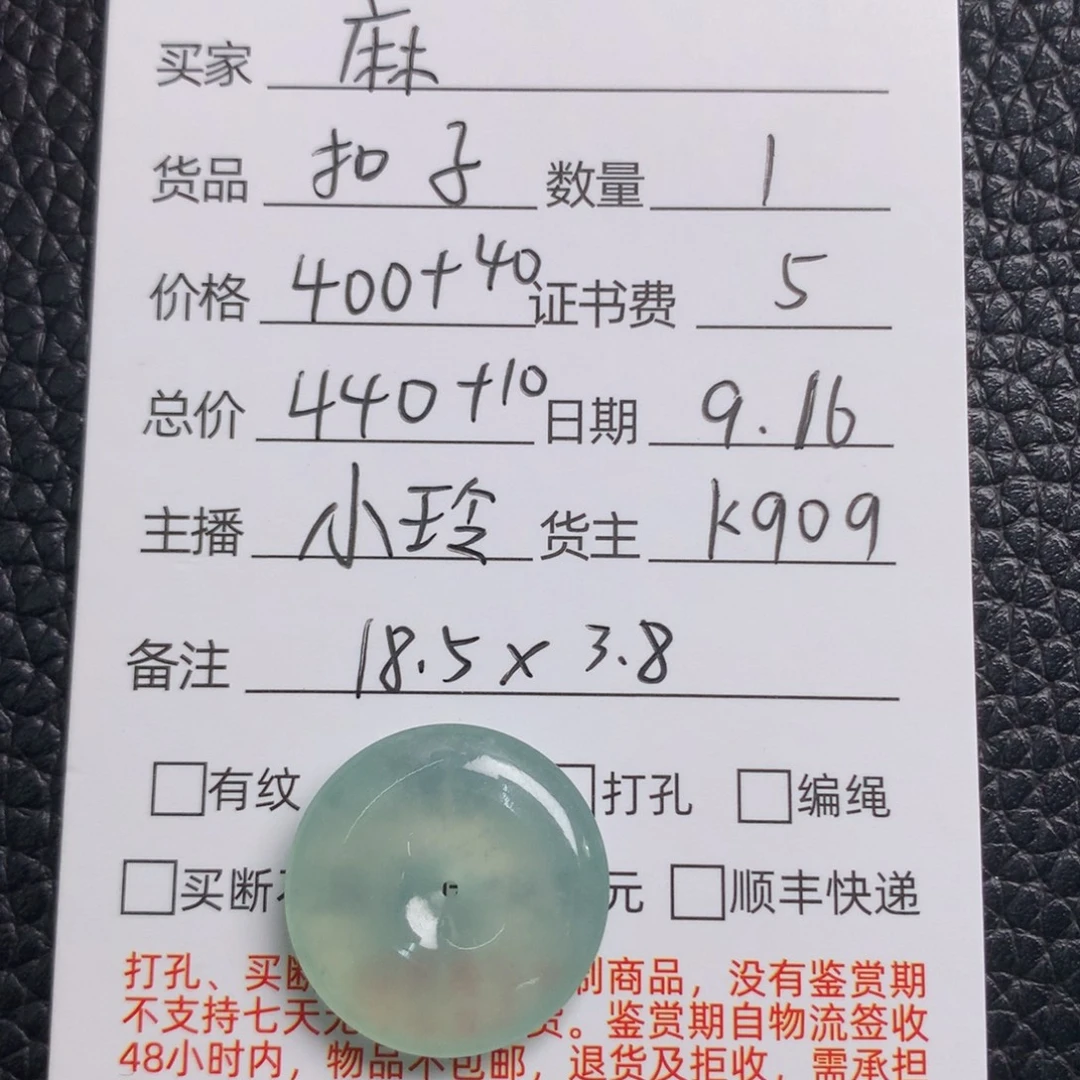 买家 麻
货品 扣子 数量 1
价格 400+40 证书费 5
总价 440+10 日期 9.16
主播 小玲 货主 K909
备注 18.5×3.8
有纹 打孔 编绳
买断 元 顺丰快递
打孔、买断 制商品，没有鉴赏期
不支持七天 货。鉴赏期自物流签收
48小时内，物品不包邮，退货及拒收，需承担